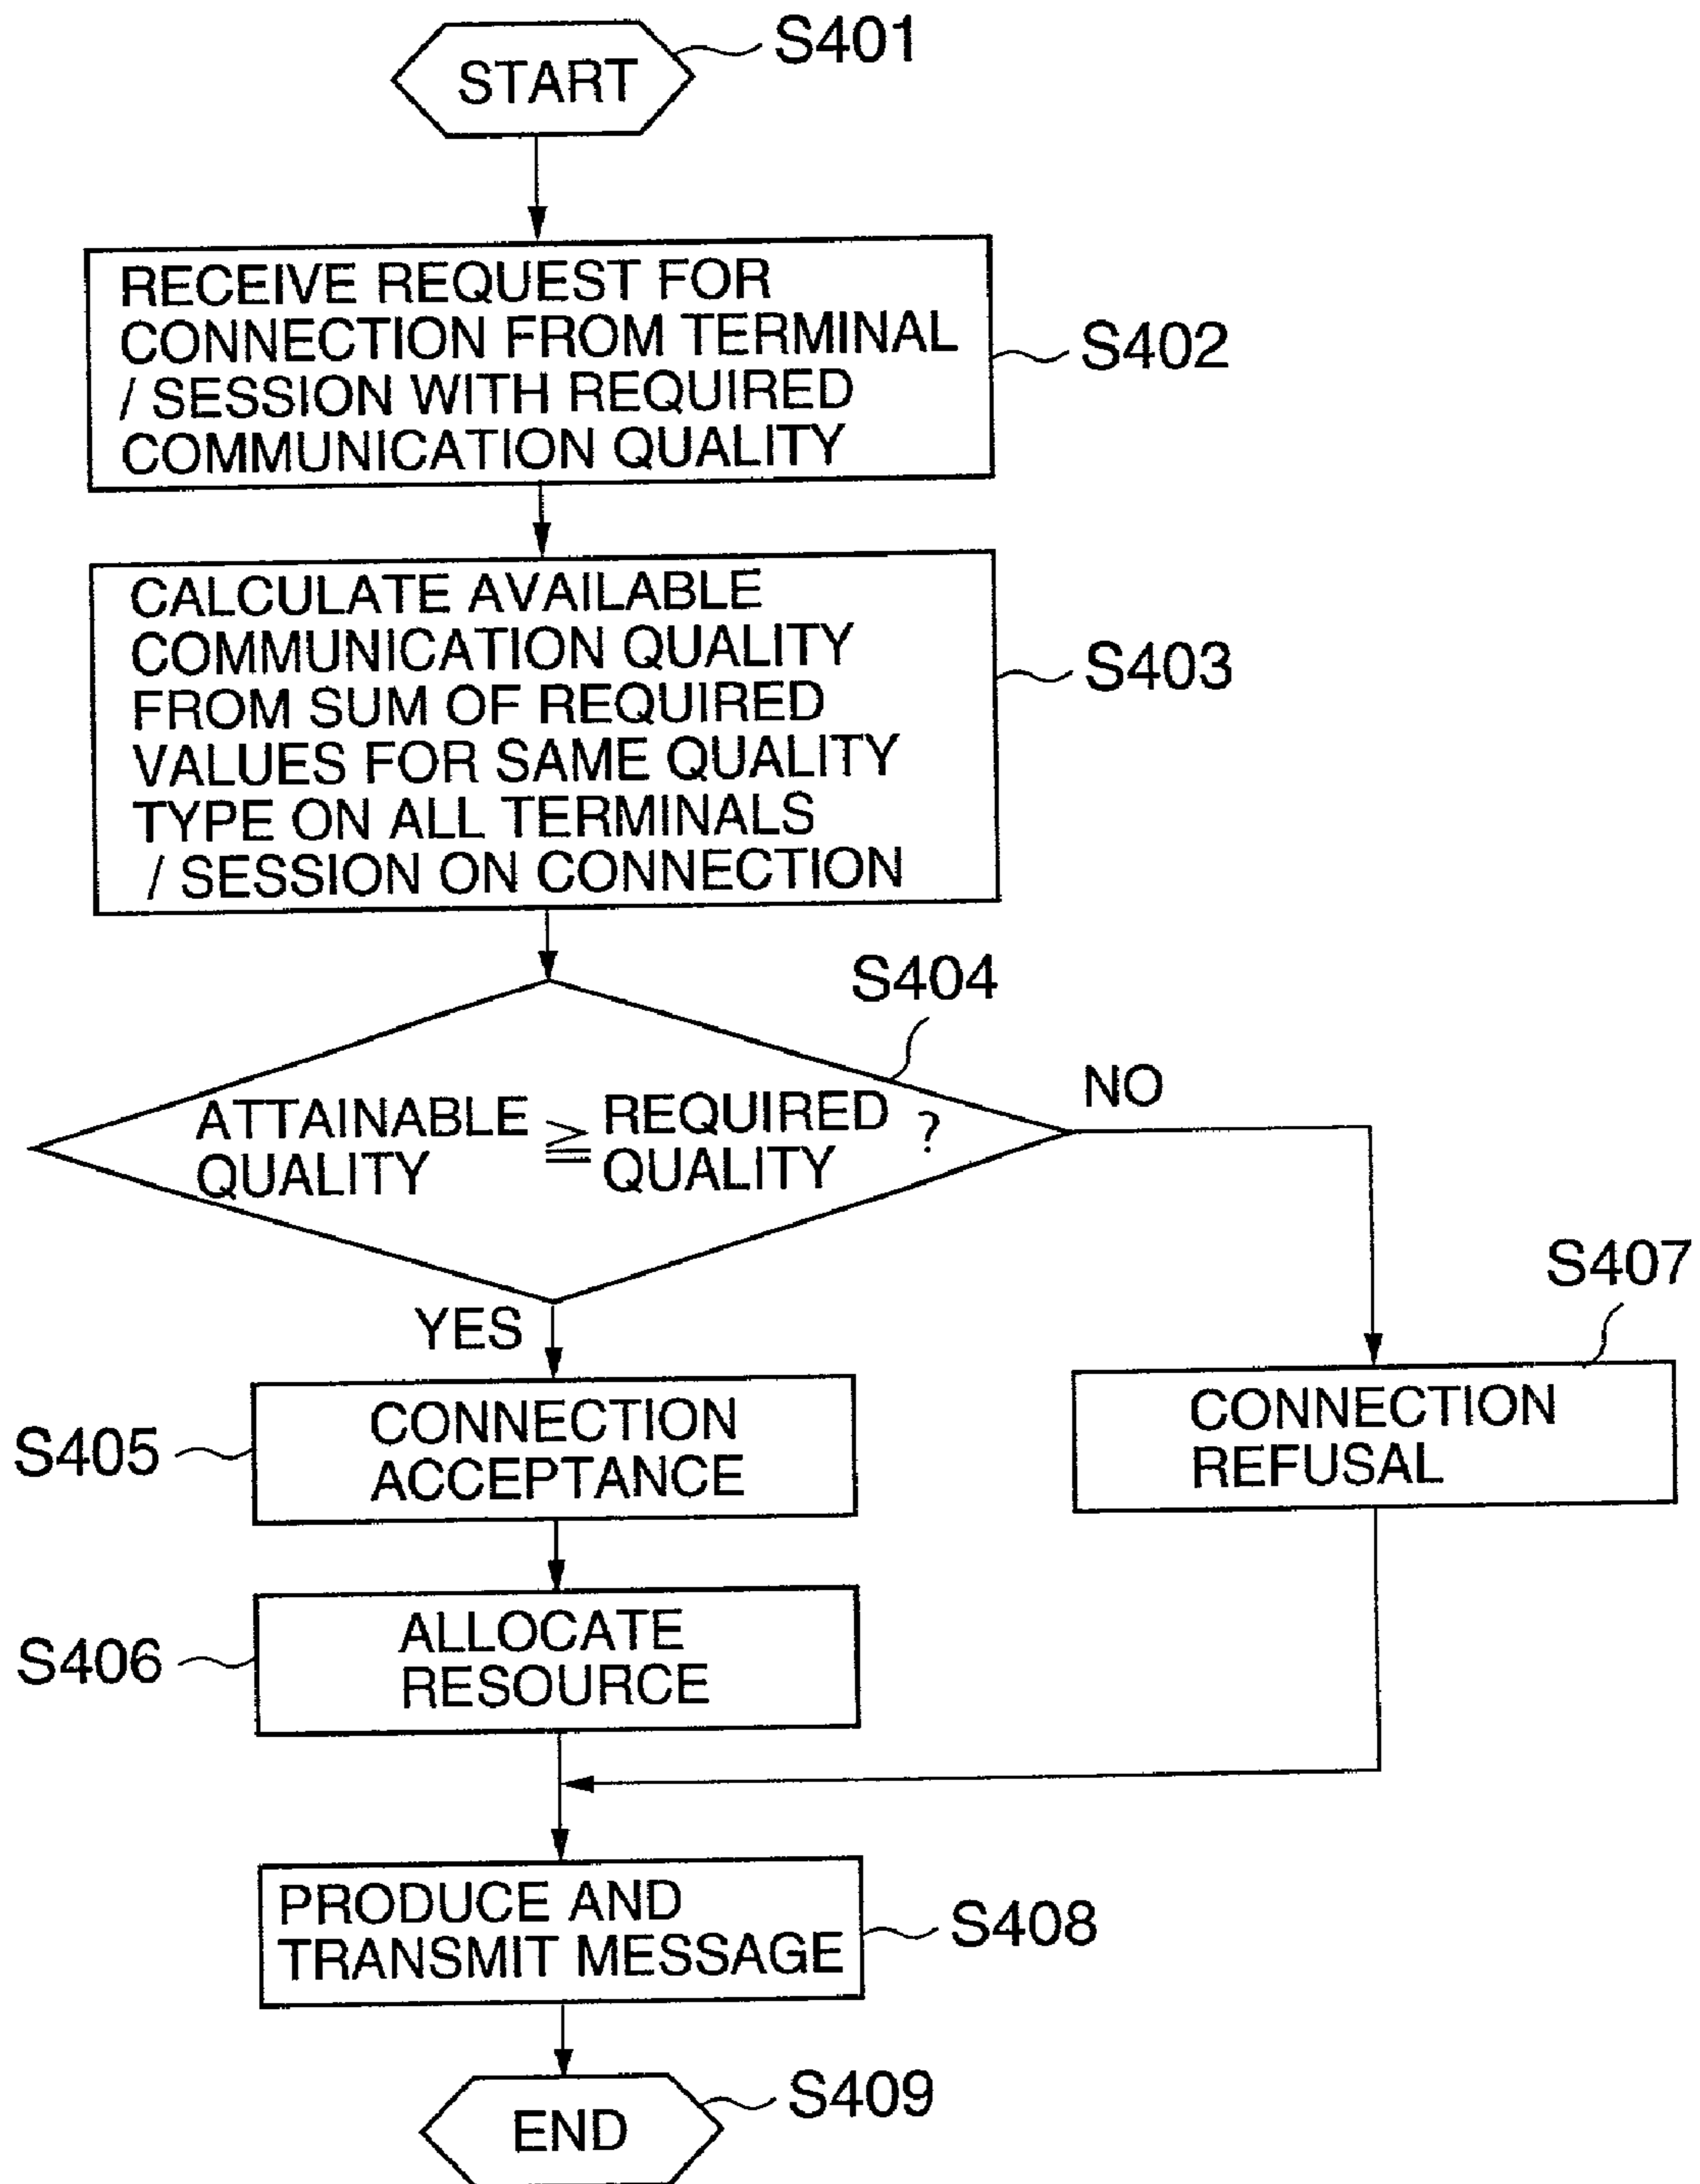 START
S401
RECEIVE REQUEST FOR
CONNECTION FROM TERMINAL
/ SESSION WITH REQUIRED
COMMUNICATION QUALITY
S402
CALCULATE AVAILABLE
COMMUNICATION QUALITY
FROM SUM OF REQUIRED
VALUES FOR SAME QUALITY
TYPE ON ALL TERMINALS
/ SESSION ON CONNECTION
S403
S404
ATTAINABLE QUALITY ≧ REQUIRED QUALITY ?
NO
YES
S407
CONNECTION
ACCEPTANCE
S405
CONNECTION
REFUSAL
ALLOCATE
RESOURCE
S406
PRODUCE AND
TRANSMIT MESSAGE
S408
END
S409